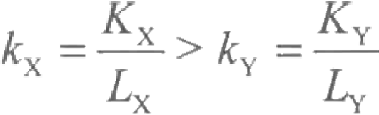 k_X = K_X / L_X > k_Y = K_Y / L_Y